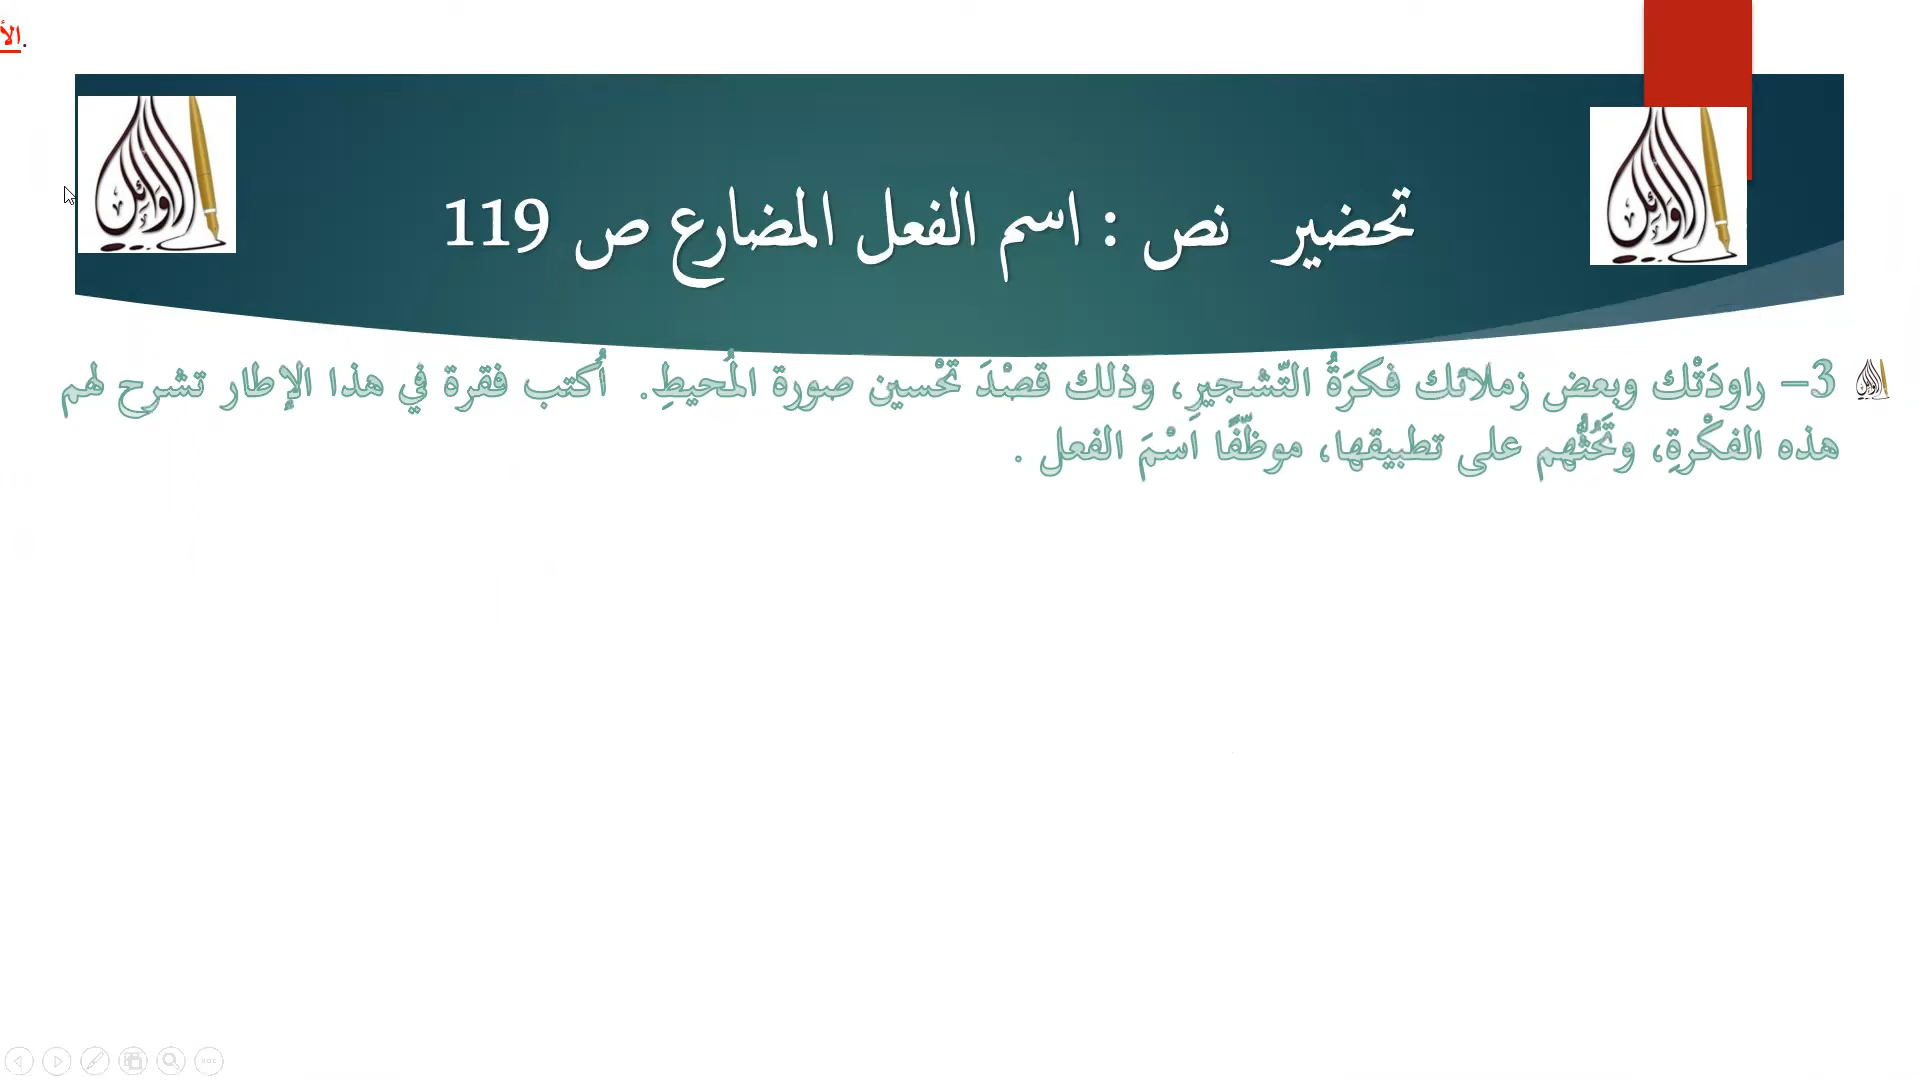 الأ.
تحضير نص : اسم الفعل المضارع ص 119
3– راودَتْك وبعض زملائك فكرَةُ التّشجيرِ، وذلك قصْدَ تحْسين صورة المُحيطِ. أُكتب فقرة في هذا الإطار تشرح لهم
هذه الفكْرةِ، وتَحُثُّهم على تطبيقها، موظّفًا اَسْمَ الفعل .